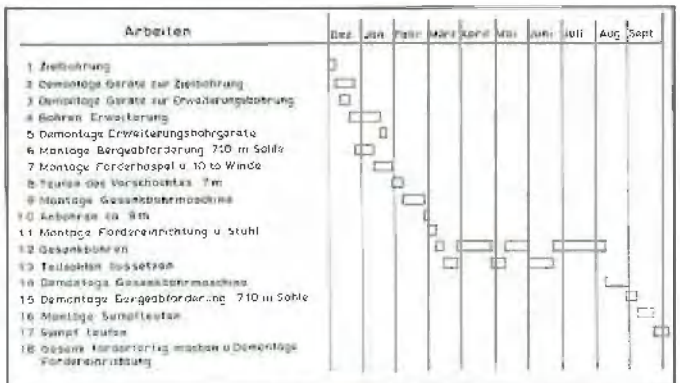 Arbeiten
Dez Jan Febr März April Mai Juni Juli Aug Sept
1 Zielbohrung
2 Demontage Geräte zur Zielbohrung
3 Demontage Geräte zur Erweiterungsbohrung
4 Bohren Erweiterung
5 Demontage Erweiterungsbohrgeräte
6 Montage Bergeabförderung 710 m Sohle
7 Montage Förderhaspel u. 10 to Winde
8 Teufen des Vorschachtes 7 m
9 Montage Gesenkbohrmaschine
10 Anbohren ca. 9 m
11 Montage Fördereinrichtung u. Stuhl
12 Gesenkbohren
13 Teilsohlen aussetzen
14 Demontage Gesenkbohrmaschine
15 Demontage Bergeabförderung 710 m Sohle
16 Montage Sumpfteufen
17 Sumpf teufen
18 Gesenk förderfertig machen u Demontage
Fördereinrichtung